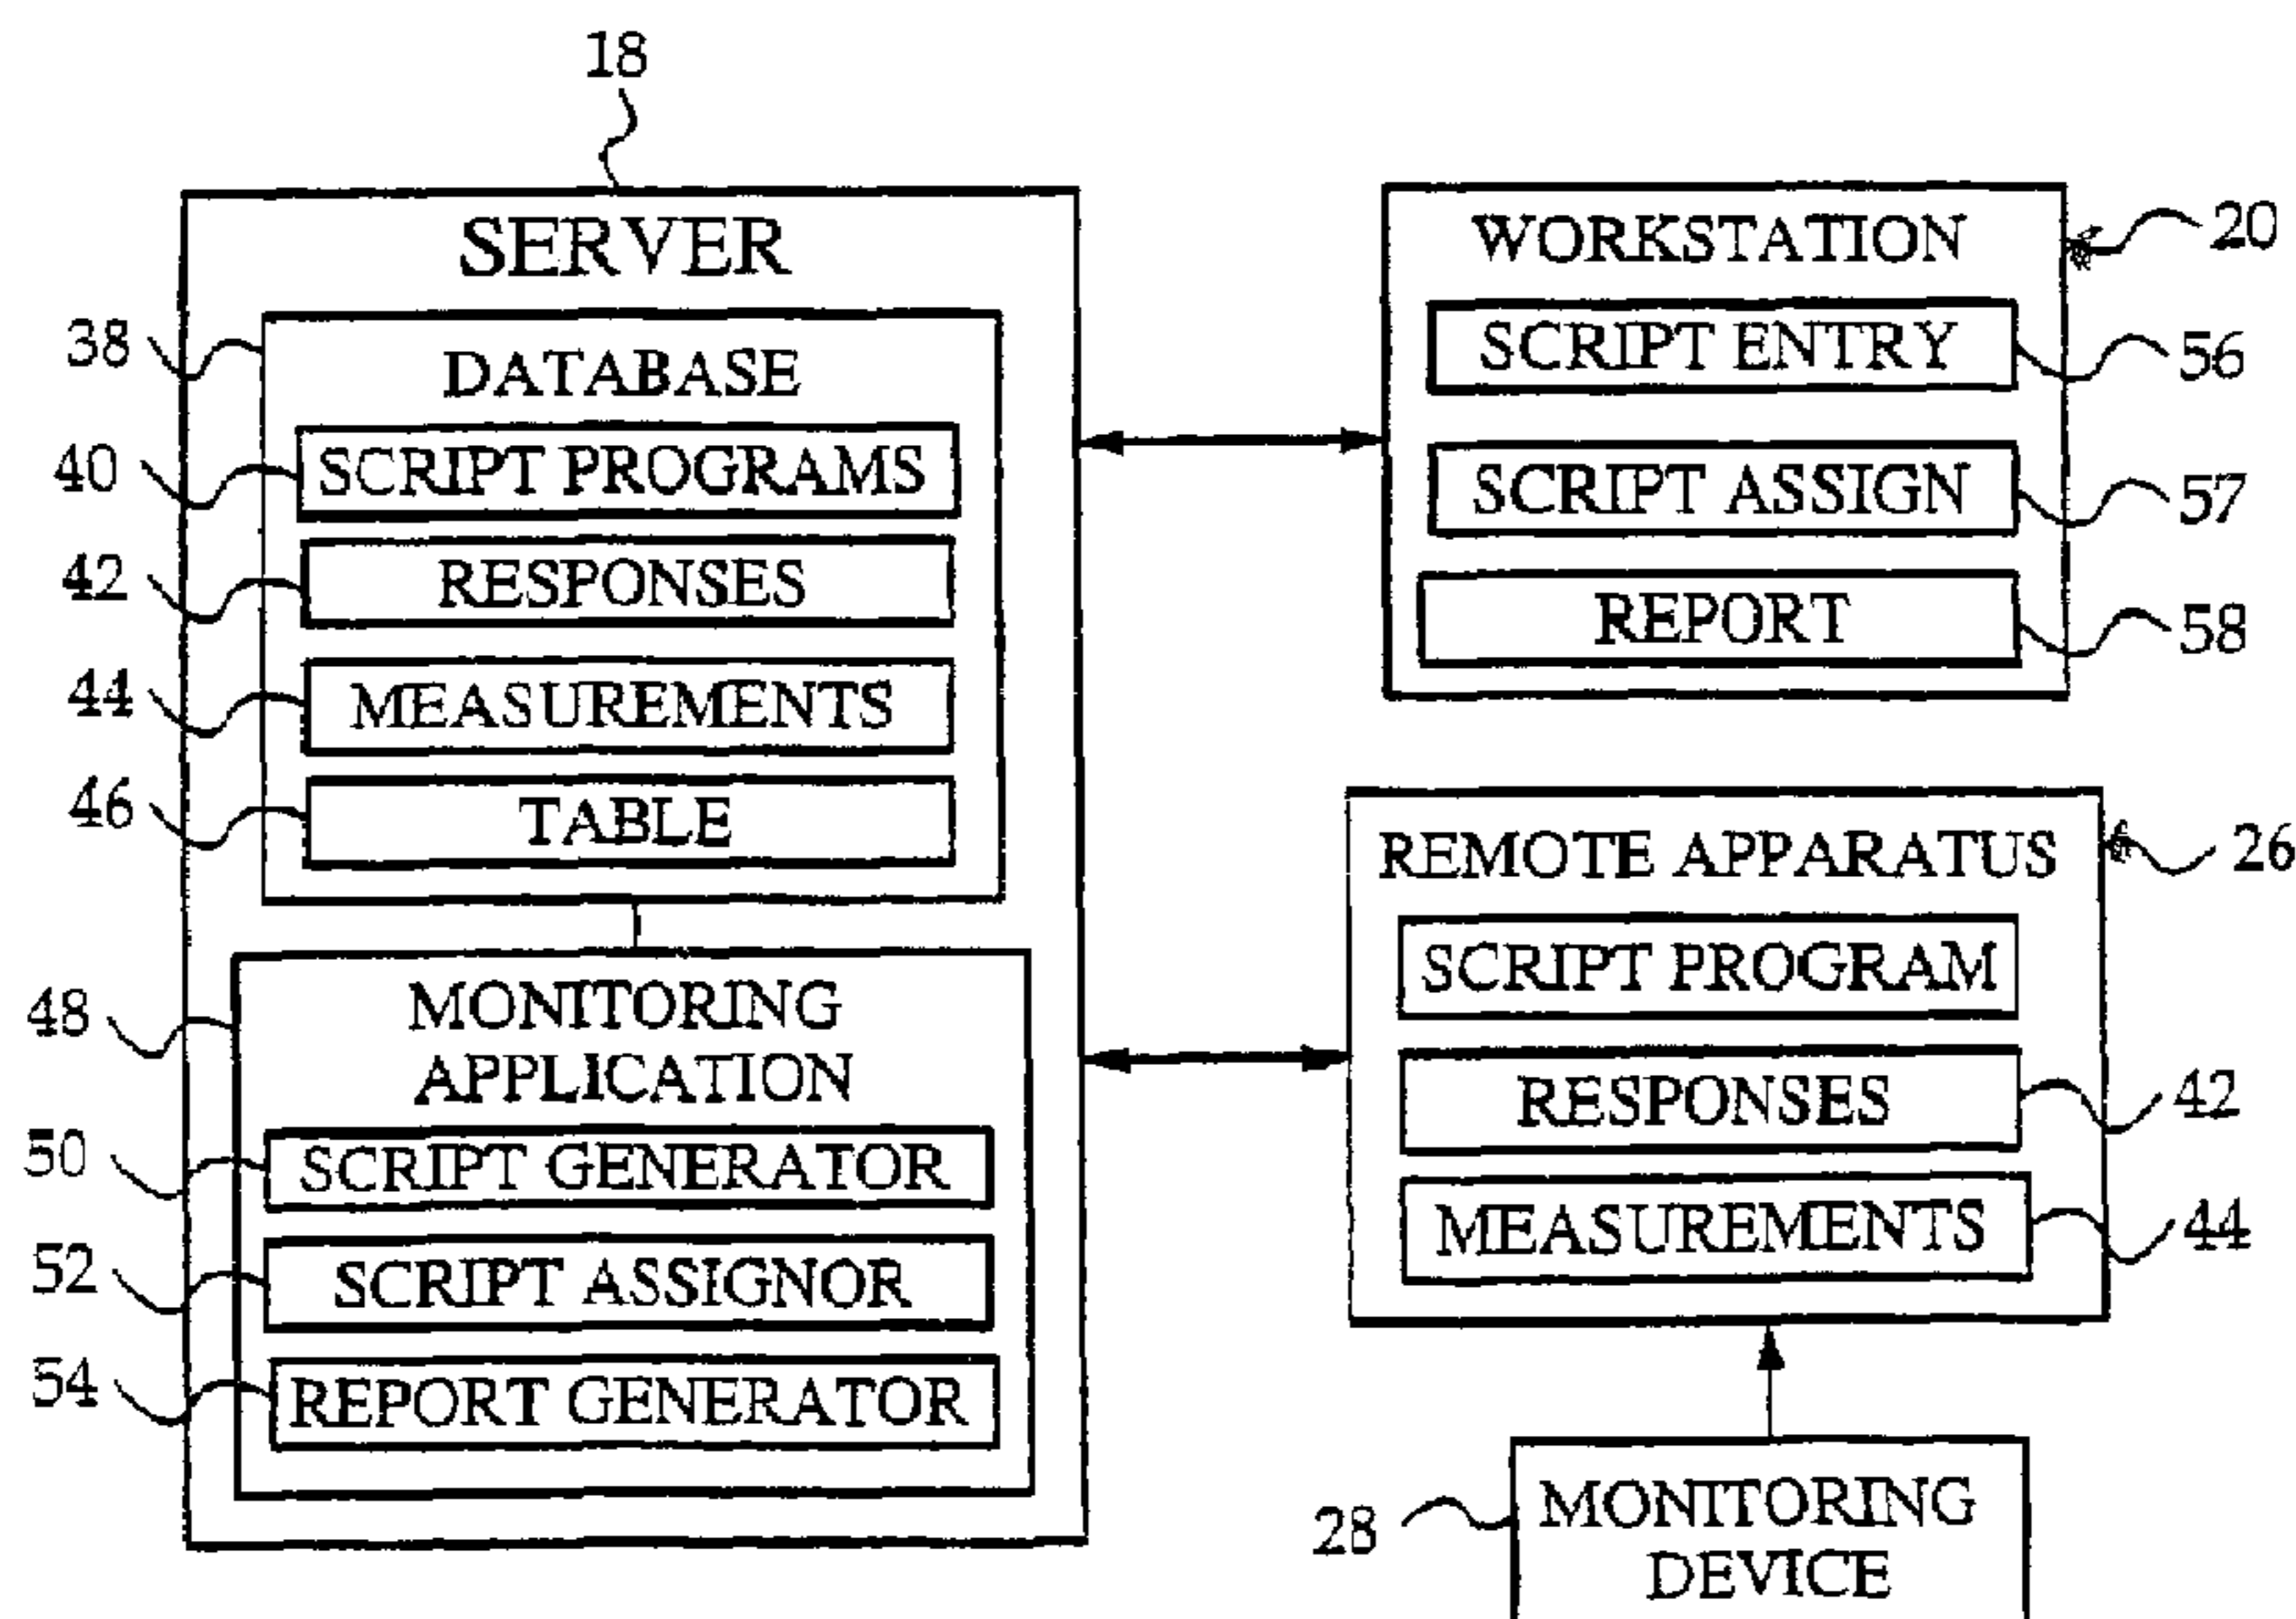 18
SERVER
38
DATABASE
40
SCRIPT PROGRAMS
42
RESPONSES
44
MEASUREMENTS
46
TABLE
48
MONITORING
APPLICATION
50
SCRIPT GENERATOR
52
SCRIPT ASSIGNOR
54
REPORT GENERATOR
WORKSTATION
20
SCRIPT ENTRY
56
SCRIPT ASSIGN
57
REPORT
58
REMOTE APPARATUS
26
SCRIPT PROGRAM
RESPONSES
42
MEASUREMENTS
44
28
MONITORING
DEVICE